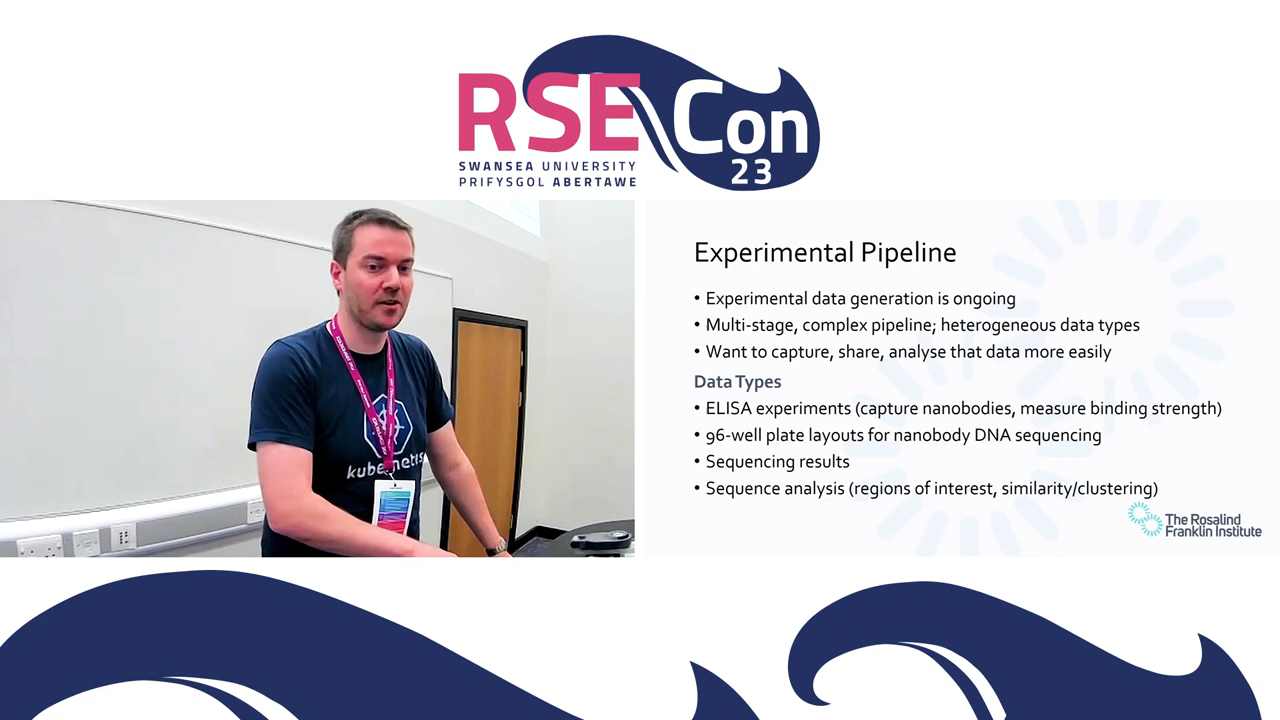 RSE Con
23
SWANSEA UNIVERSITY
PRIFYSGOL ABERTAWE
kubernetes
Experimental Pipeline
• Experimental data generation is ongoing
• Multi-stage, complex pipeline; heterogeneous data types
• Want to capture, share, analyse that data more easily
Data Types
• ELISA experiments (capture nanobodies, measure binding strength)
• 96-well plate layouts for nanobody DNA sequencing
• Sequencing results
• Sequence analysis (regions of interest, similarity/clustering)
The Rosalind
Franklin Institute